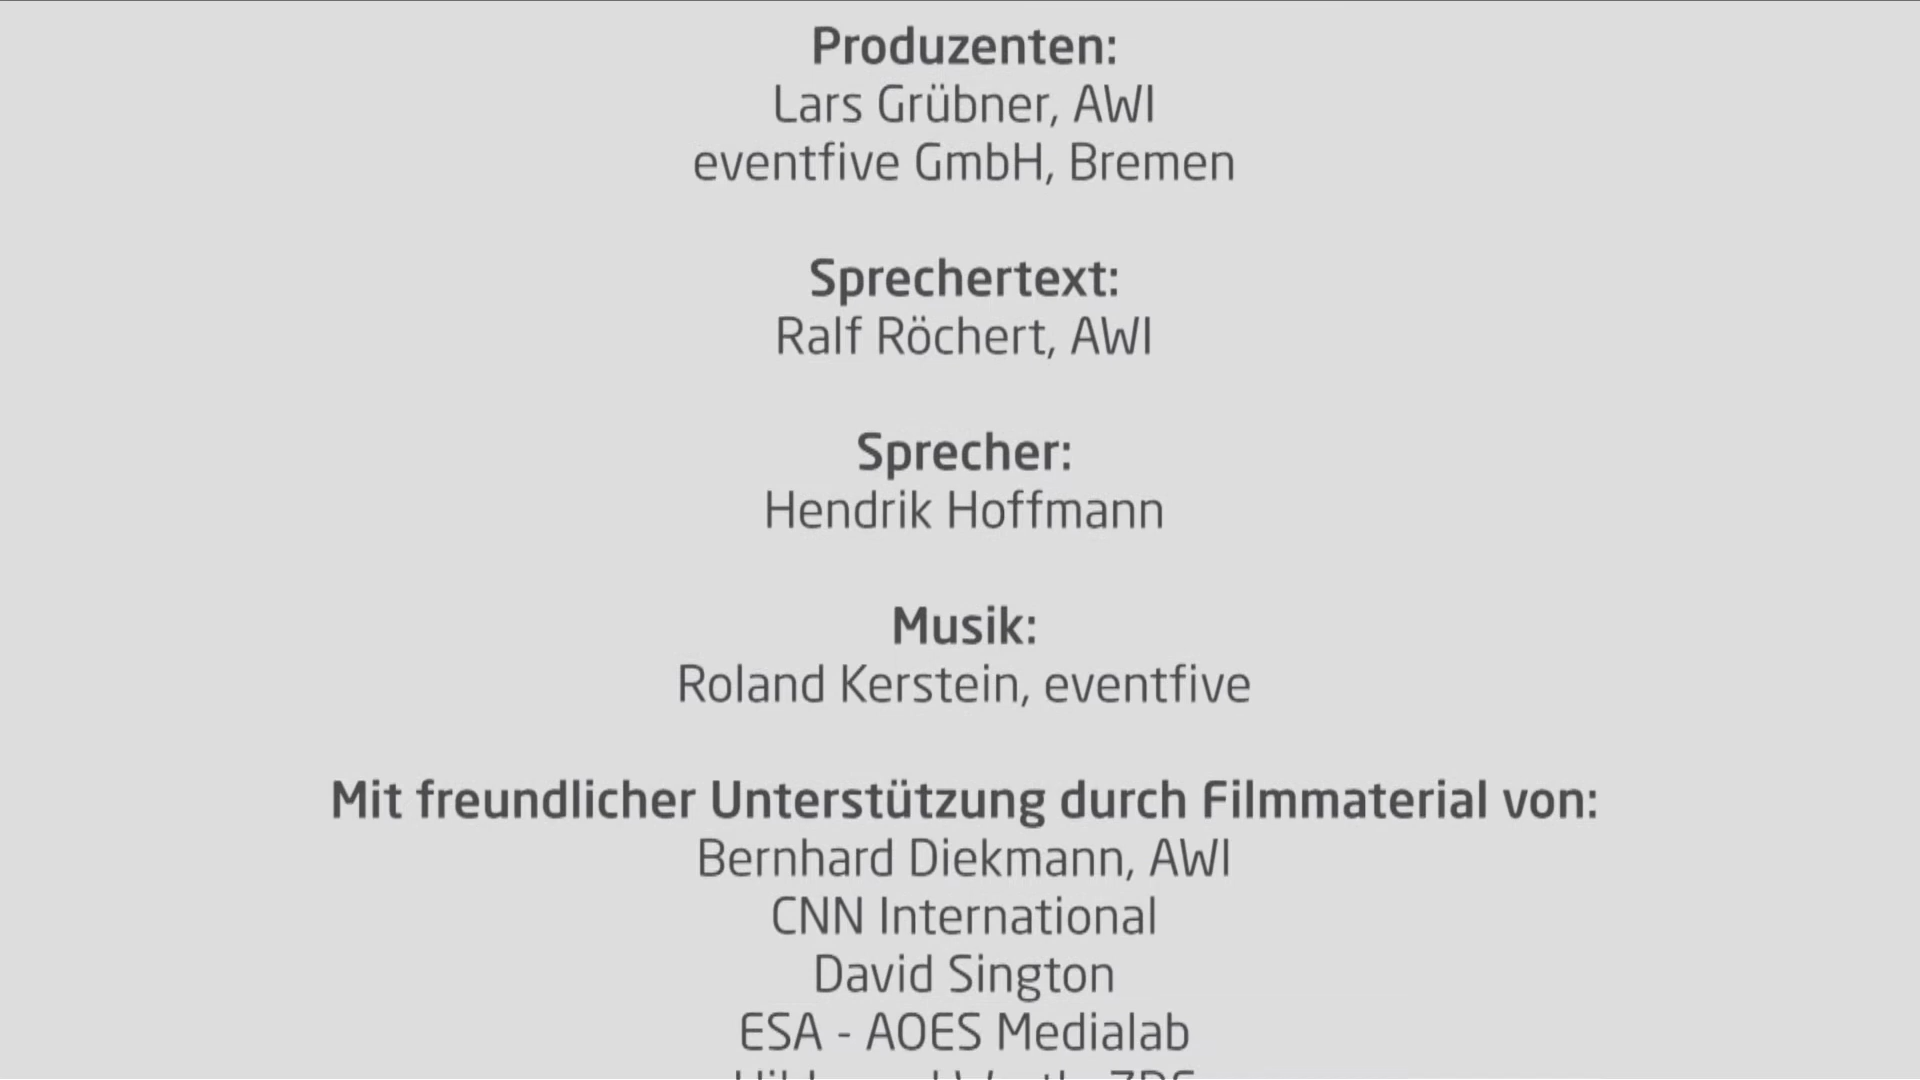 Produzenten:
Lars Grübner, AWI
eventfive GmbH, Bremen
Sprechertext:
Ralf Röchert, AWI
Sprecher:
Hendrik Hoffmann
Musik:
Roland Kerstein, eventfive
Mit freundlicher Unterstützung durch Filmmaterial von:
Bernhard Diekmann, AWI
CNN International
David Sington
ESA - AOES Medialab